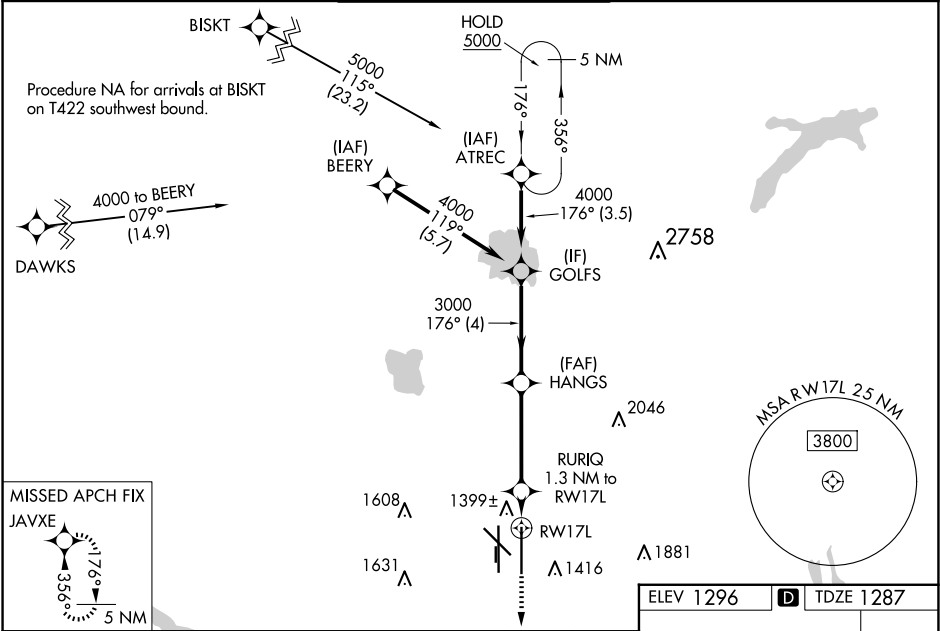 BISKT
HOLD
5000
5 NM
5000
115°
(23.2)
Procedure NA for arrivals at BISKT
on T422 southwest bound.
176°
356°
(IAF)
ATREC
(IAF)
BEERY
4000
176° (3.5)
4000
119°
(5.7)
4000 to BEERY
079°
(14.9)
DAWKS
2758
(IF)
GOLFS
3000
176° (4)
(FAF)
HANGS
2046
MSA RW17L 25 NM
3800
RURIQ
1.3 NM to
RW17L
1608
1399±
RW17L
MISSED APCH FIX
JAVXE
176°
356°
5 NM
1631
1416
1881
ELEV 1296
D
TDZE 1287